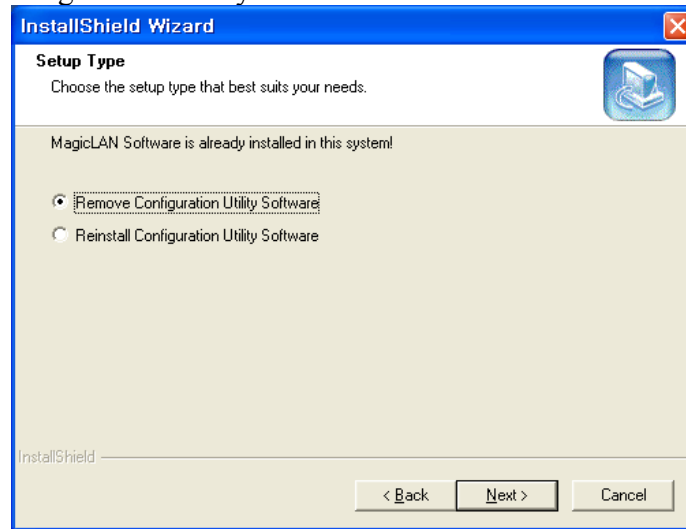 InstallShield Wizard
Setup Type
Choose the setup type that best suits your needs.
MagicLAN Software is already installed in this system!
Remove Configuration Utility Software
Reinstall Configuration Utility Software
InstallShield
< Back
Next >
Cancel